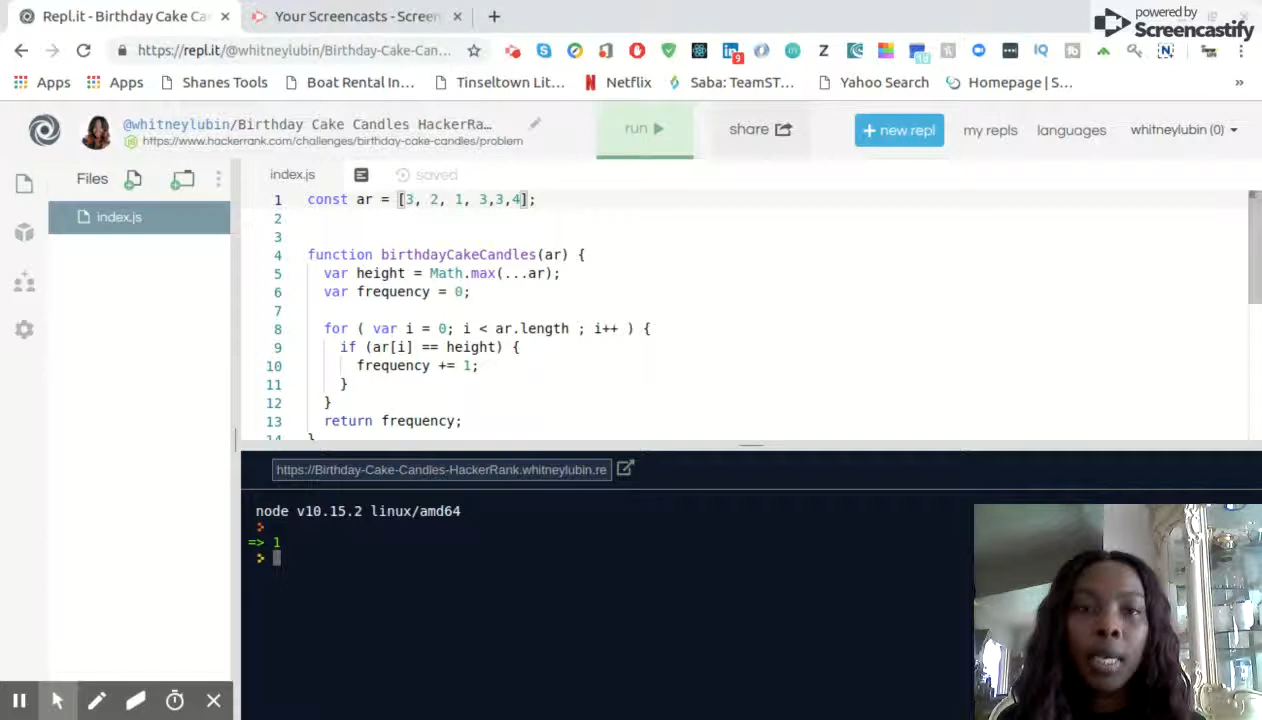 Repl.it - Birthday Cake Ca
Your Screencasts - Screen
powered by
Screencastify
https://repl.it/@whitneylubin/Birthday-Cake-Can...
Apps
Apps
Shanes Tools
Boat Rental In...
Tinseltown Lit...
Netflix
Saba: TeamST...
Yahoo Search
Homepage | S...
»
@whitneylubin/Birthday Cake Candles HackerRa...
https://www.hackerrank.com/challenges/birthday-cake-candles/problem
run
share
+ new repl
my repls
languages
whitneylubin (0)
Files
index.js
saved
index.js
1 const ar = [3, 2, 1, 3,3,4];
2
3
4 function birthdayCakeCandles(ar) {
5 var height = Math.max(...ar);
6 var frequency = 0;
7
8 for ( var i = 0; i < ar.length ; i++ ) {
9 if (ar[i] == height) {
10 frequency += 1;
11 }
12 }
13 return frequency;
14 }
https://Birthday-Cake-Candles-HackerRank.whitneylubin.re
node v10.15.2 linux/amd64
>
=> 1
>